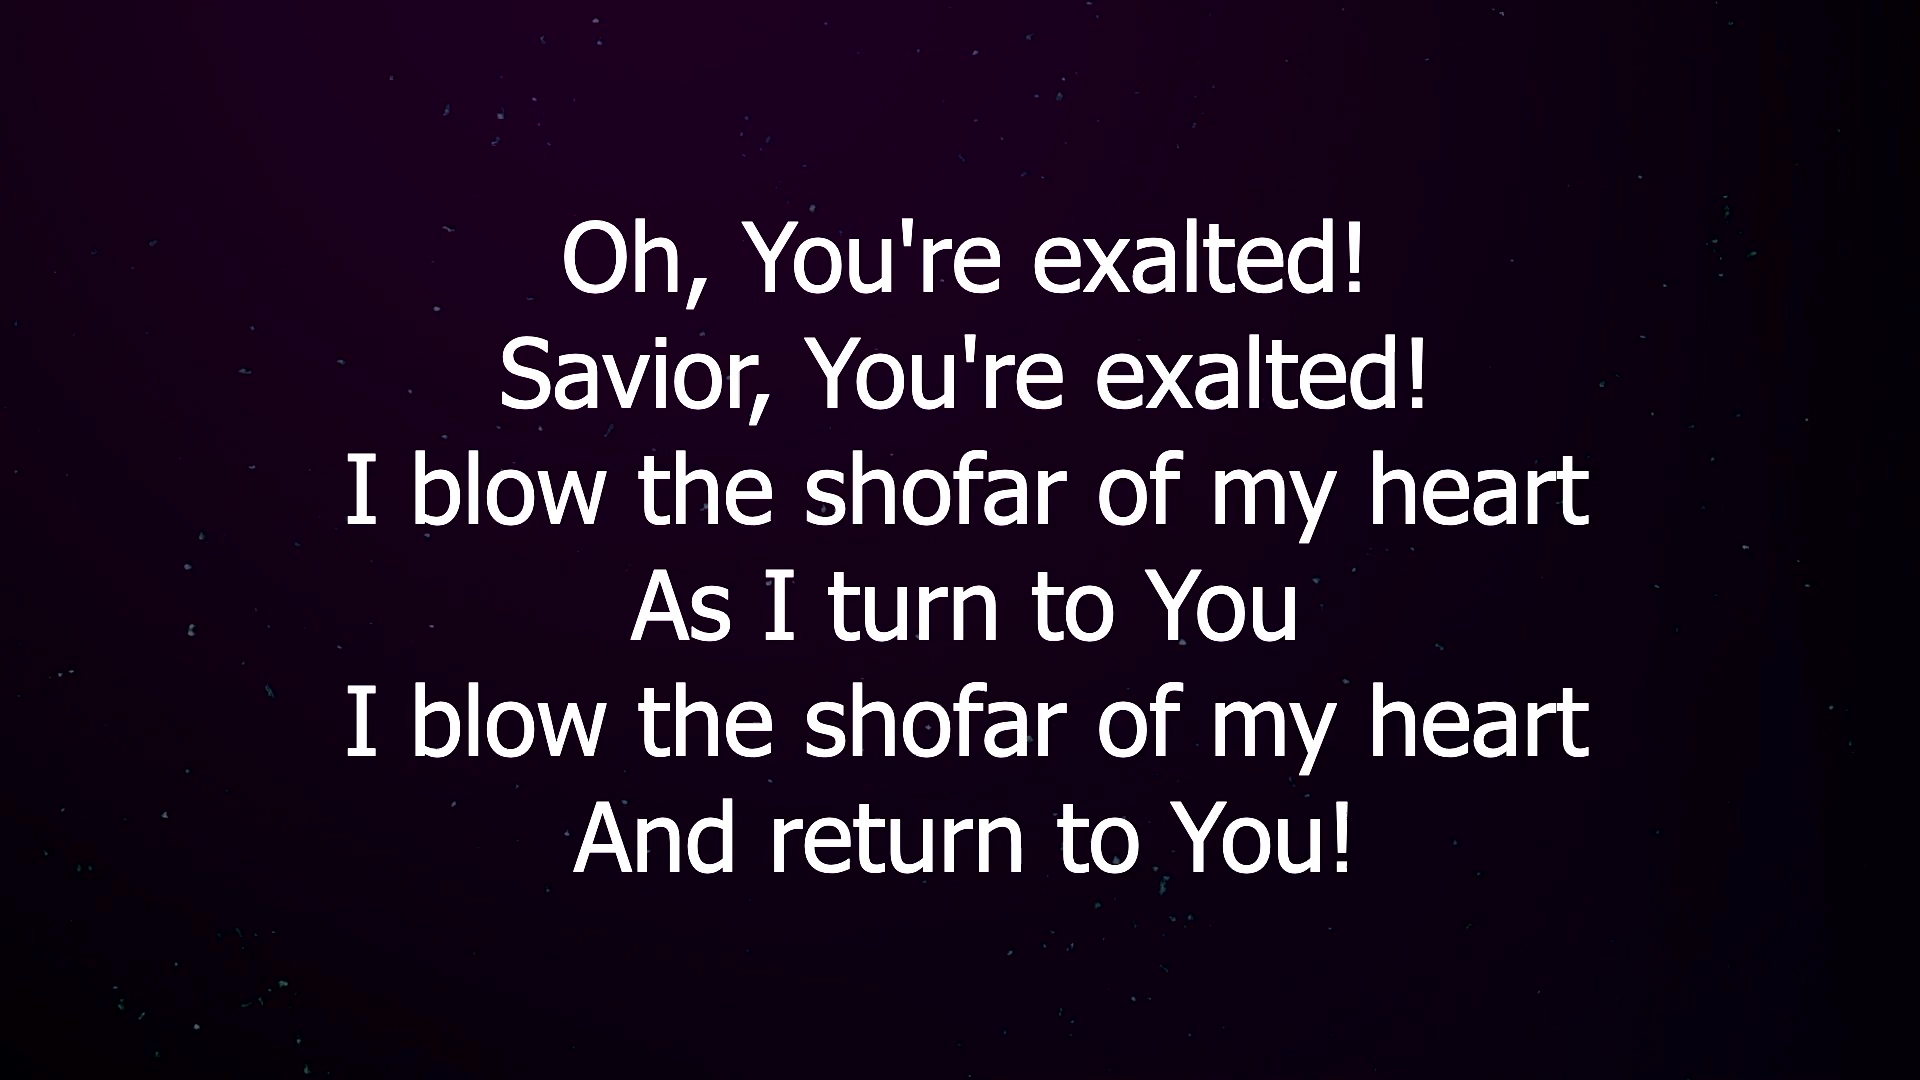 Oh, You're exalted!
Savior, You're exalted!
I blow the shofar of my heart
As I turn to You
I blow the shofar of my heart
And return to You!